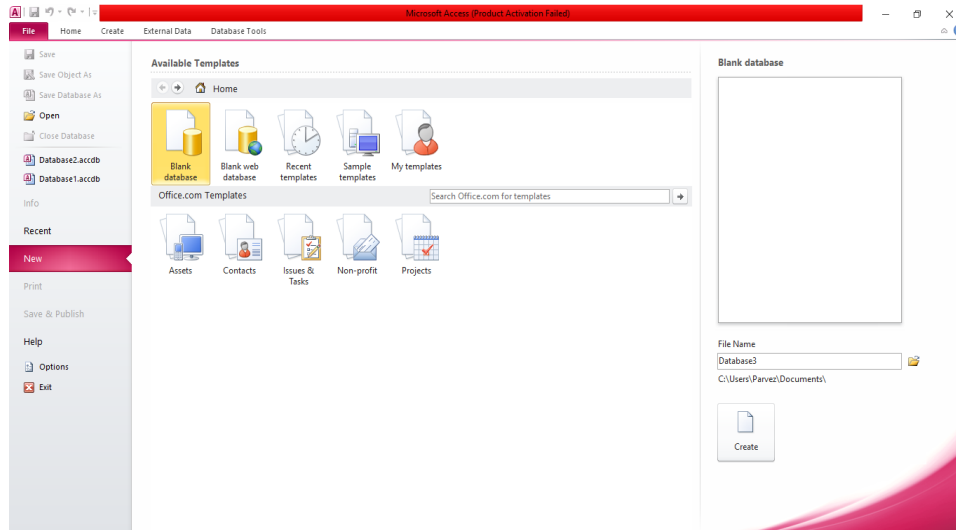 Microsoft Access (Product Activation Failed)
File Home Create External Data Database Tools
Save
Save Object As
Save Database As
Open
Close Database
Database2.accdb
Database1.accdb
Info
Recent
New
Print
Save & Publish
Help
Options
Exit
Available Templates
Home
Blank database
Blank web database
Recent templates
Sample templates
My templates
Office.com Templates
Search Office.com for templates
Assets
Contacts
Issues & Tasks
Non-profit
Projects
Blank database
File Name
Database3
C:\Users\Parvez\Documents\
Create